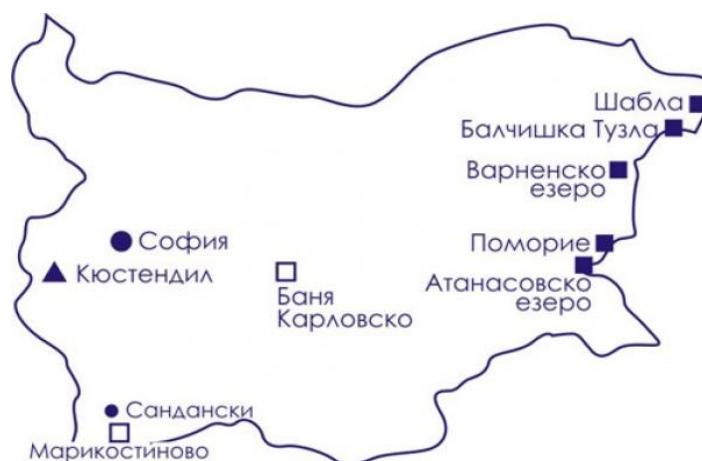 Шабла
Балчишка Тузла
Варненско
езеро
София
Поморие
Кюстендил
Атанасовско
езеро
Баня
Карловско
Сандански
Марикостиново